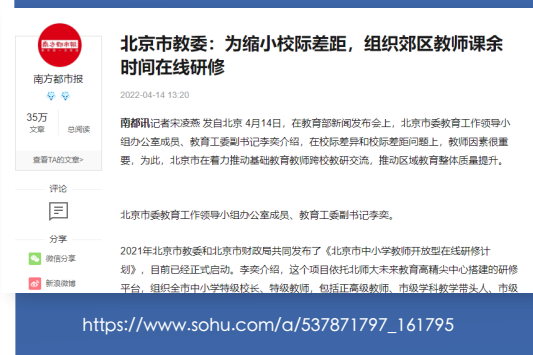 北京市教委：为缩小校际差距，组织郊区教师课余
时间在线研修
2022-04-14 13:20
南方都市报
南方都市报
35万
文章
总阅读
查看TA的文章>
评论
分享
微信分享
新浪微博
南都讯记者宋凌燕 发自北京 4月14日，在教育部新闻发布会上，北京市委教育工作领导小
组办公室成员、教育工委副书记李奕介绍，在校际差异和校际差距问题上，教师因素很重
要，为此，北京市在着力推动基础教育教师跨校教研交流，推动区域教育整体质量提升。
北京市委教育工作领导小组办公室成员、教育工委副书记李奕。
2021年北京市教委和北京市财政局共同发布了《北京市中小学教师开放型在线研修计
划》，目前已经正式启动。李奕介绍，这个项目依托北师大未来教育高精尖中心搭建的研修
平台，组织全市中小学特级校长、特级教师，包括正高级教师、市级学科教学带头人、市级
https://www.sohu.com/a/537871797_161795